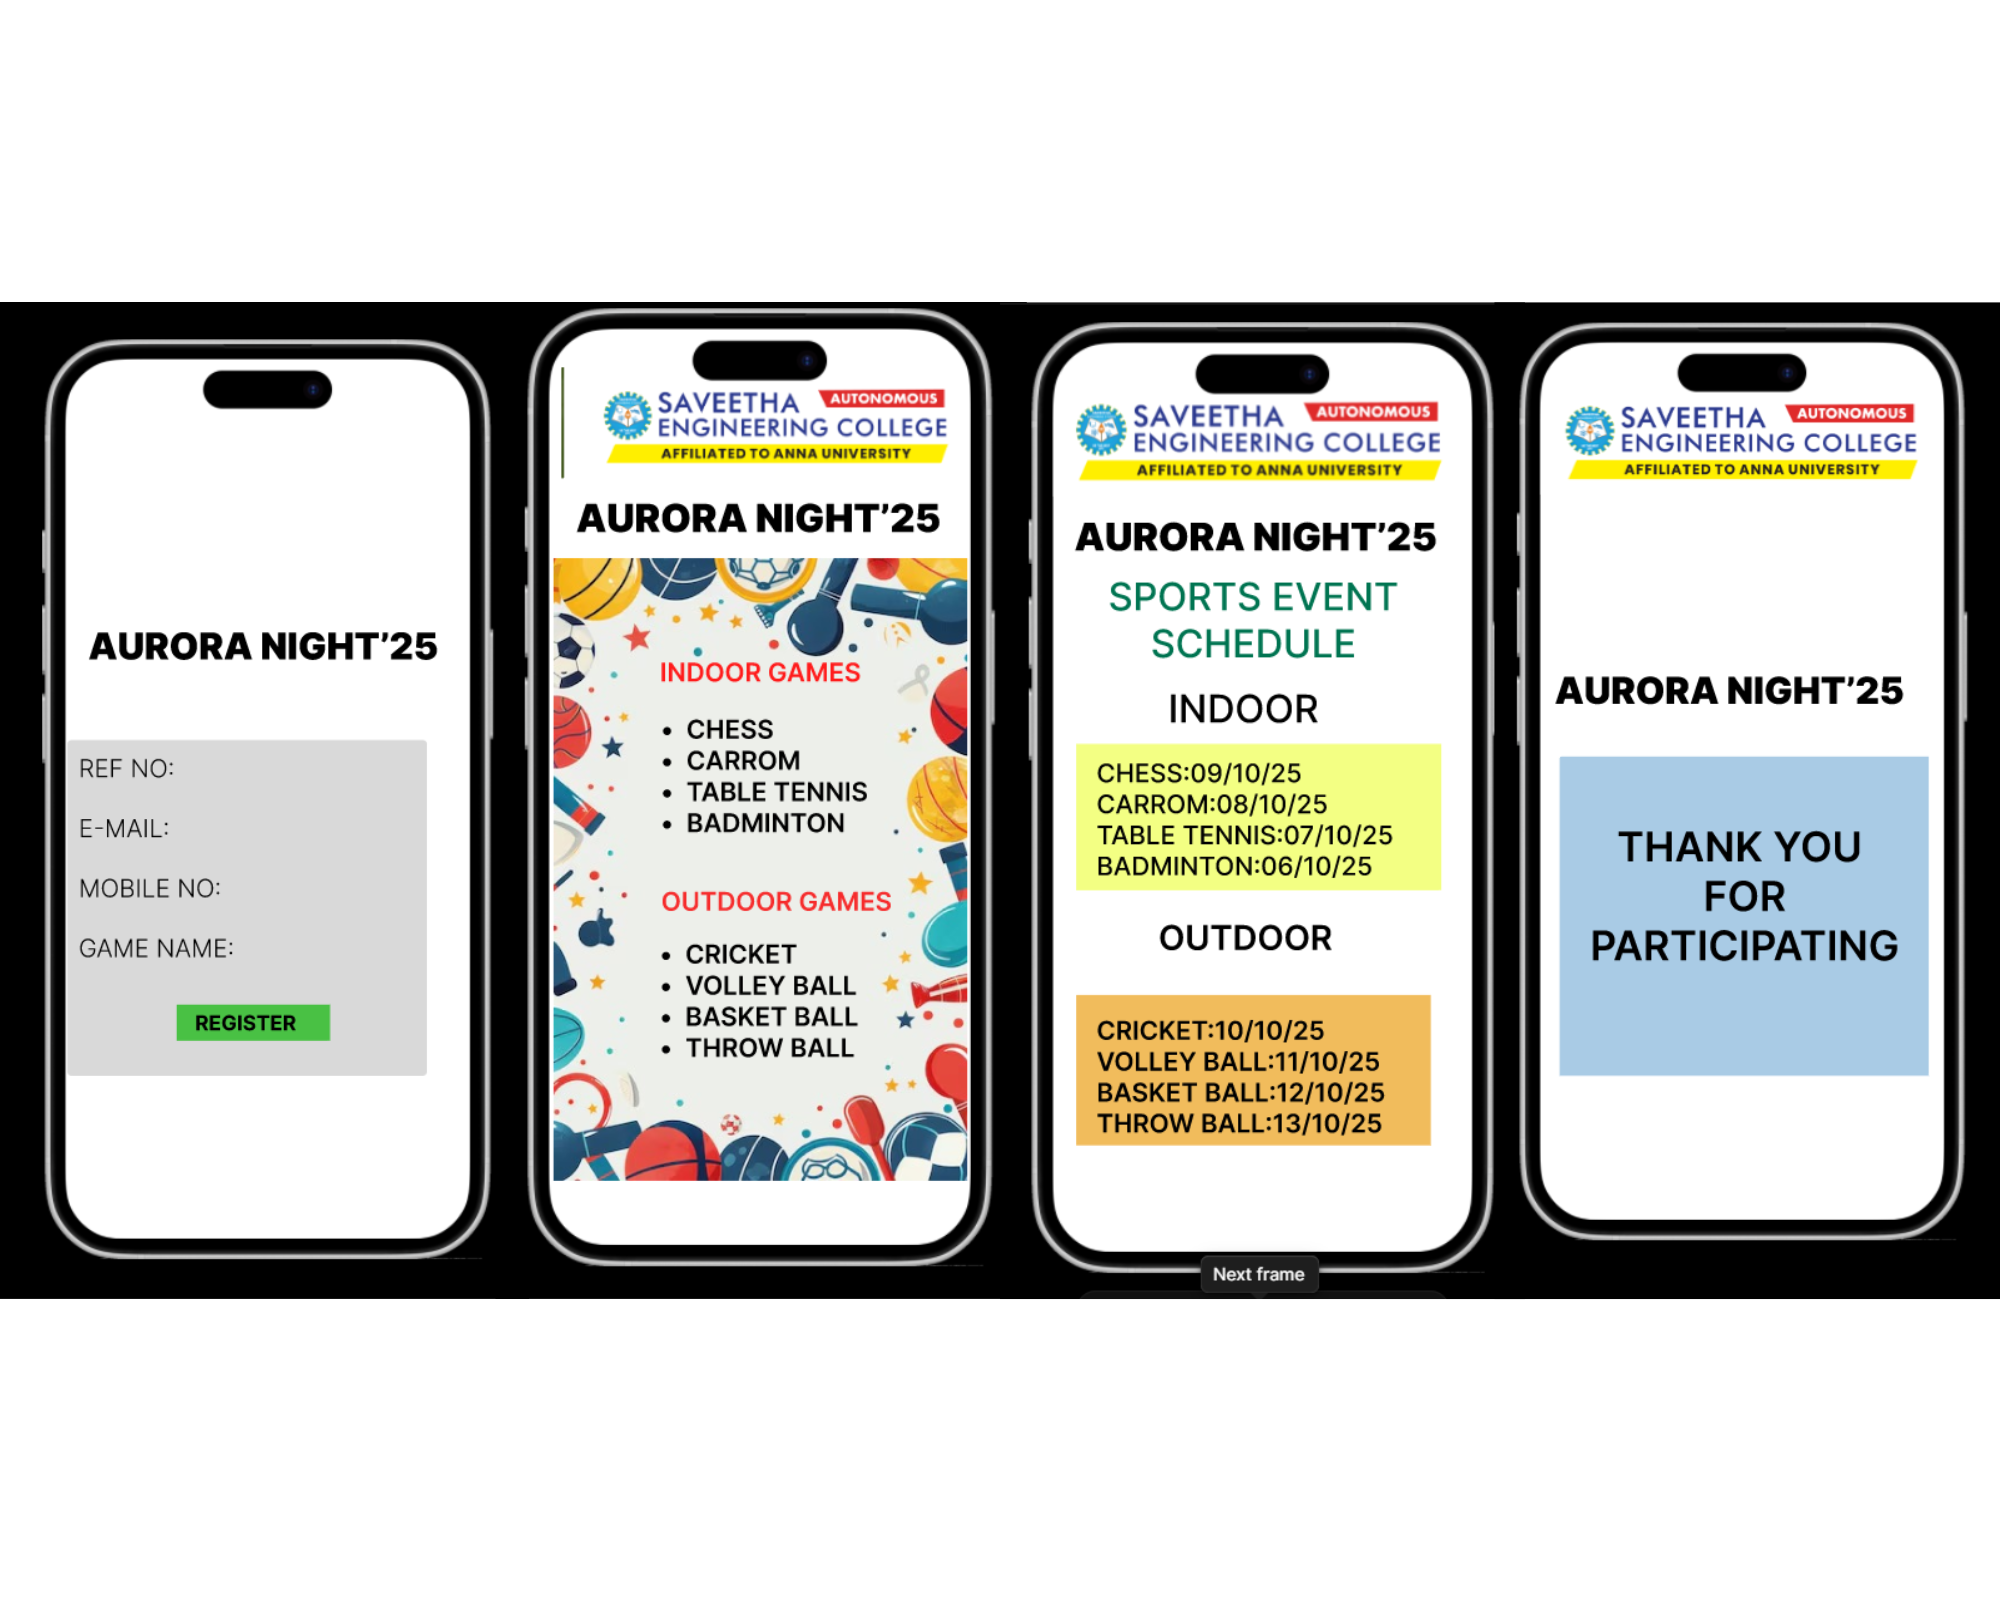 AURORA NIGHT’25
REF NO:
E-MAIL:
MOBILE NO:
GAME NAME:
REGISTER
SAVEETHA
AUTONOMOUS
ENGINEERING COLLEGE
AFFILIATED TO ANNA UNIVERSITY
AURORA NIGHT’25
INDOOR GAMES
• CHESS
• CARROM
• TABLE TENNIS
• BADMINTON
OUTDOOR GAMES
• CRICKET
• VOLLEY BALL
• BASKET BALL
• THROW BALL
SAVEETHA
AUTONOMOUS
ENGINEERING COLLEGE
AFFILIATED TO ANNA UNIVERSITY
AURORA NIGHT’25
SPORTS EVENT
SCHEDULE
INDOOR
CHESS:09/10/25
CARROM:08/10/25
TABLE TENNIS:07/10/25
BADMINTON:06/10/25
OUTDOOR
CRICKET:10/10/25
VOLLEY BALL:11/10/25
BASKET BALL:12/10/25
THROW BALL:13/10/25
Next frame
SAVEETHA
AUTONOMOUS
ENGINEERING COLLEGE
AFFILIATED TO ANNA UNIVERSITY
AURORA NIGHT’25
THANK YOU
FOR
PARTICIPATING